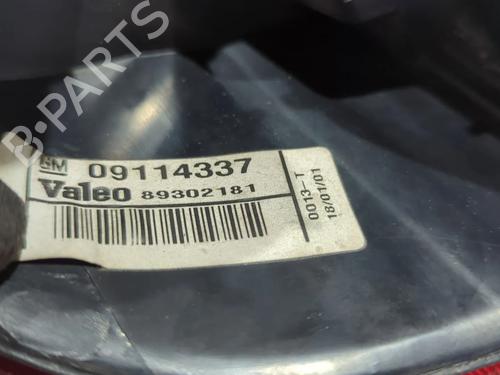 B-PARTS
GM 09114337
Valeo 89302181
0013-T
18/01/01